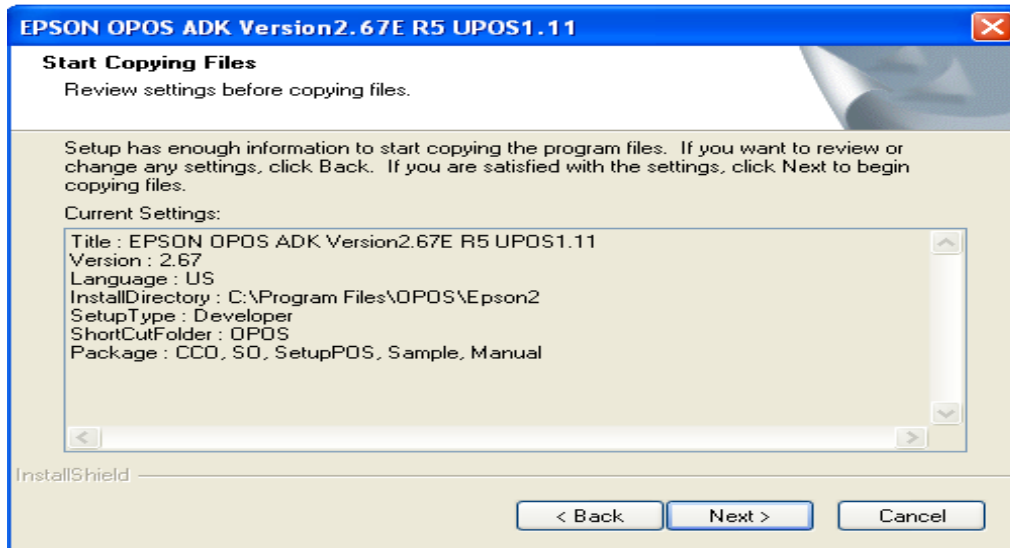 EPSON OPOS ADK Version2.67E R5 UPOS1.11
Start Copying Files
Review settings before copying files.
Setup has enough information to start copying the program files. If you want to review or
change any settings, click Back. If you are satisfied with the settings, click Next to begin
copying files.
Current Settings:
Title : EPSON OPOS ADK Version2.67E R5 UPOS1.11
Version : 2.67
Language : US
InstallDirectory : C:\Program Files\OPOS\Epson2
SetupType : Developer
ShortCutFolder : OPOS
Package : CCO, SO, SetupPOS, Sample, Manual
InstallShield
< Back Next > Cancel